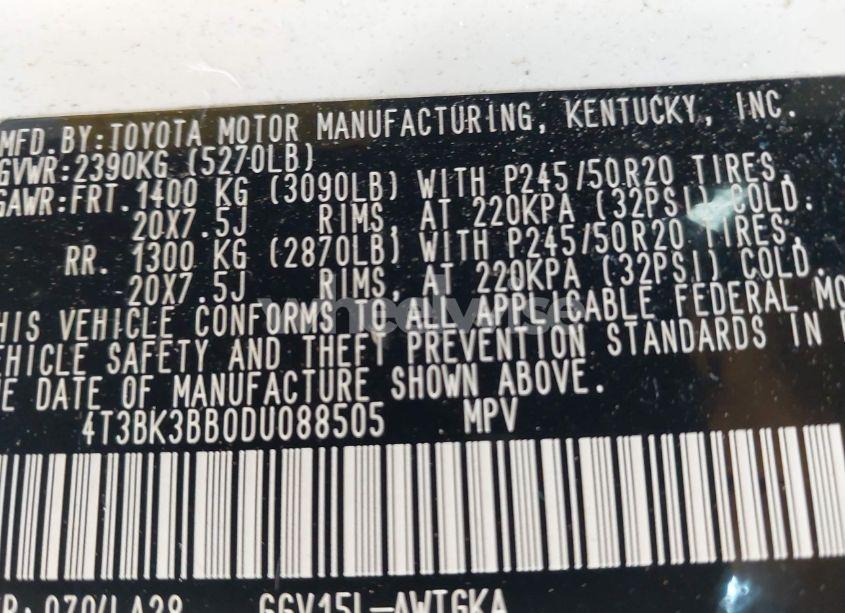 MFD. BY: TOYOTA MOTOR MANUFACTURING, KENTUCKY, INC.
GVWR: 2390KG (5270LB)
GAWR: FRT. 1400 KG (3090LB) WITH P245/50R20 TIRES,
20X7.5J RIMS, AT 220KPA (32PSI) COLD.
RR. 1300 KG (2870LB) WITH P245/50R20 TIRES,
20X7.5J RIMS, AT 220KPA (32PSI) COLD.
HIS VEHICLE CONFORMS TO ALL APPLICABLE FEDERAL MO
EHICLE SAFETY AND THEFT PREVENTION STANDARDS IN
E DATE OF MANUFACTURE SHOWN ABOVE.
4T3BK3BB0DU088505 MPV
GGV15L-AWTGKA